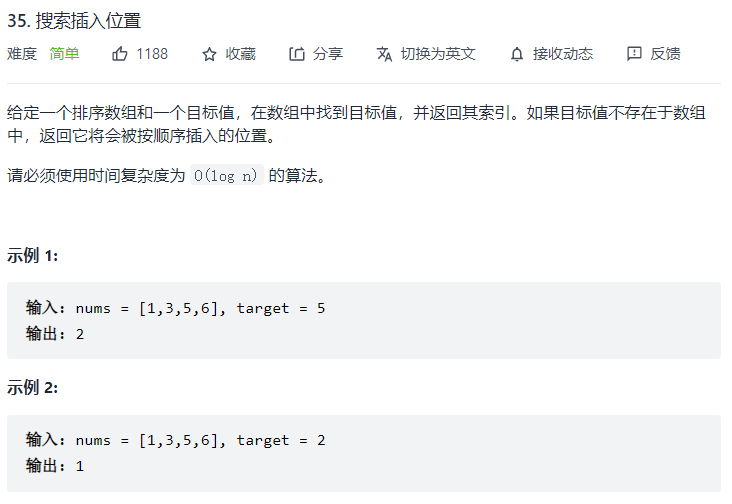 35. 搜索插入位置
难度 简单 1188 收藏 分享 切换为英文 接收动态 反馈
给定一个排序数组和一个目标值，在数组中找到目标值，并返回其索引。如果目标值不存在于数组
中，返回它将会被按顺序插入的位置。
请必须使用时间复杂度为 O(log n) 的算法。
示例 1:
输入: nums = [1,3,5,6], target = 5
输出: 2
示例 2:
输入: nums = [1,3,5,6], target = 2
输出: 1